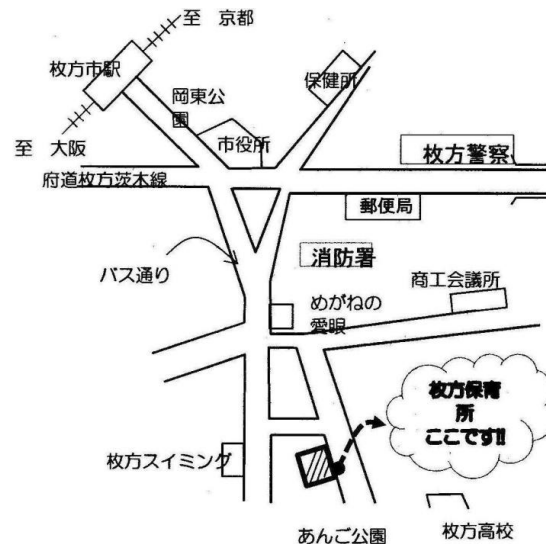 至　京都
枚方市駅
保健所
岡東公
園
市役所
至　大阪
枚方警察
府道枚方茨木線
郵便局
消防署
バス通り
商工会議所
めがねの
愛眼
枚方保育
所
ここです!!
枚方スイミング
あんご公園
枚方高校